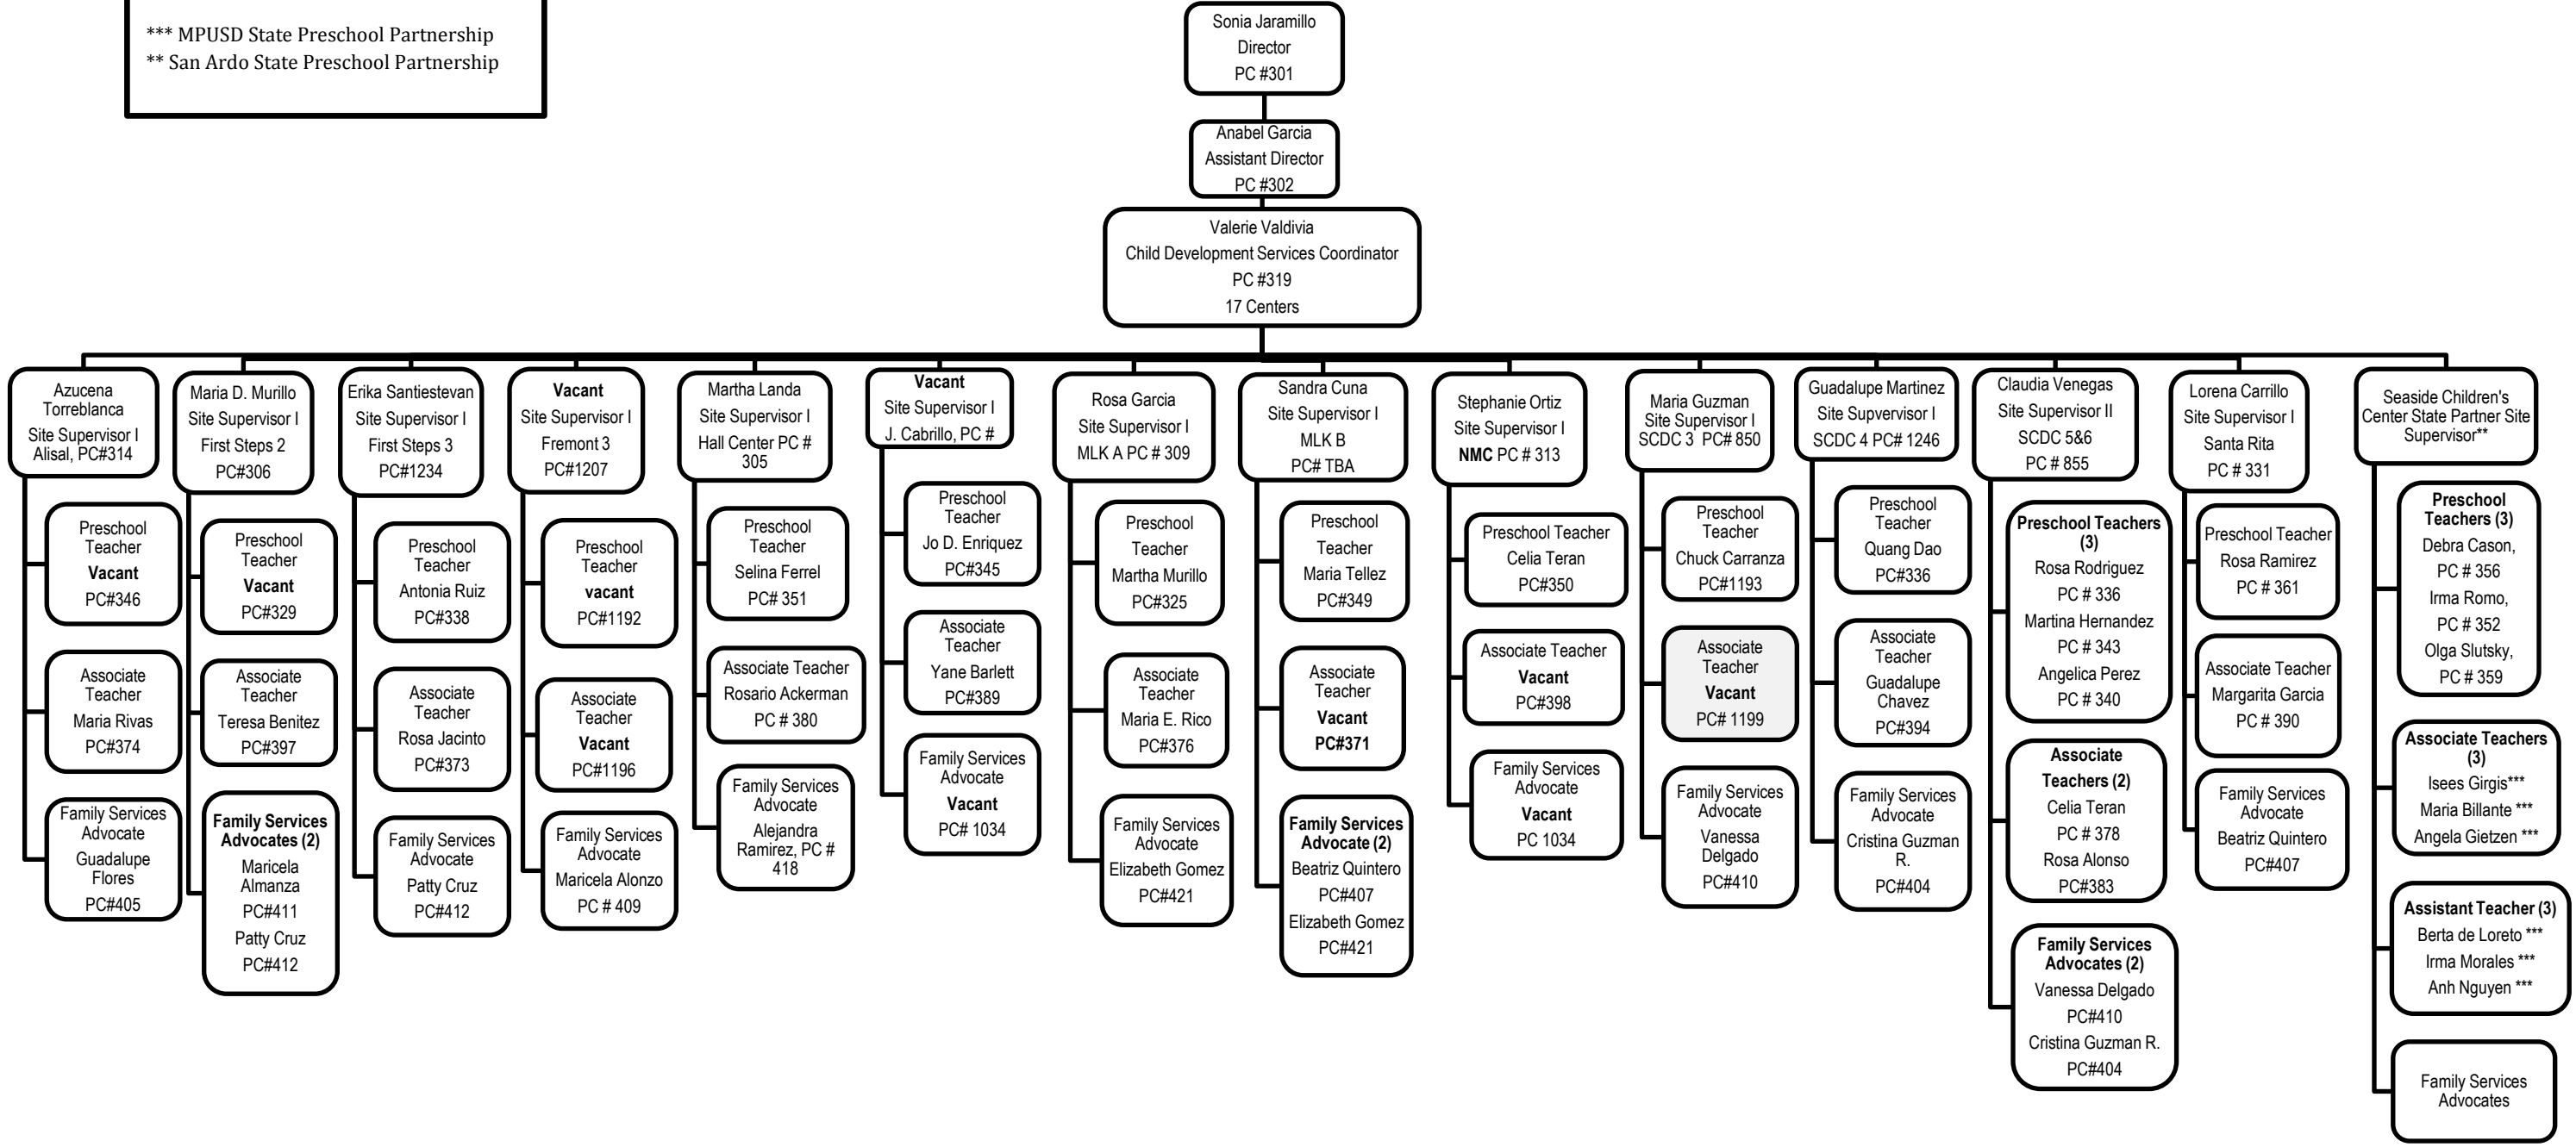 *** MPUSD State Preschool Partnership
** San Ardo State Preschool Partnership
Sonia Jaramillo
Director
PC #301
Anabel Garcia
Assistant Director
PC #302
Valerie Valdivia
Child Development Services Coordinator
PC #319
17 Centers
Azucena
Torreblanca
Site Supervisor I
Alisal, PC#314
Preschool
Teacher
Vacant
PC#346
Associate
Teacher
Maria Rivas
PC#374
Family Services
Advocate
Guadalupe
Flores
PC#405
Maria D. Murillo
Site Supervisor I
First Steps 2
PC#306
Preschool
Teacher
Vacant
PC#329
Associate
Teacher
Teresa Benitez
PC#397
Family Services
Advocates (2)
Maricela
Almanza
PC#411
Patty Cruz
PC#412
Erika Santiestevan
Site Supervisor I
First Steps 3
PC#1234
Preschool
Teacher
Antonia Ruiz
PC#338
Associate
Teacher
Rosa Jacinto
PC#373
Family Services
Advocate
Patty Cruz
PC#412
Vacant
Site Supervisor I
Fremont 3
PC#1207
Preschool
Teacher
vacant
PC#1192
Associate
Teacher
Vacant
PC#1196
Family Services
Advocate
Maricela Alonzo
PC # 409
Martha Landa
Site Supervisor I
Hall Center PC #
305
Preschool
Teacher
Selina Ferrel
PC# 351
Associate Teacher
Rosario Ackerman
PC # 380
Family Services
Advocate
Alejandra
Ramirez, PC #
418
Vacant
Site Supervisor I
J. Cabrillo, PC #
Preschool
Teacher
Jo D. Enriquez
PC#345
Associate
Teacher
Yane Barlett
PC#389
Family Services
Advocate
Vacant
PC# 1034
Rosa Garcia
Site Supervisor I
MLK A PC # 309
Preschool
Teacher
Martha Murillo
PC#325
Associate
Teacher
Maria E. Rico
PC#376
Family Services
Advocate
Elizabeth Gomez
PC#421
Sandra Cuna
Site Supervisor I
MLK B
PC# TBA
Preschool
Teacher
Maria Tellez
PC#349
Associate
Teacher
Vacant
PC#371
Family Services
Advocate (2)
Beatriz Quintero
PC#407
Elizabeth Gomez
PC#421
Stephanie Ortiz
Site Supervisor I
NMC PC # 313
Preschool Teacher
Celia Teran
PC#350
Associate Teacher
Vacant
PC#398
Family Services
Advocate
Vacant
PC 1034
Maria Guzman
Site Supervisor I
SCDC 3 PC# 850
Preschool
Teacher
Chuck Carranza
PC#1193
Associate
Teacher
Vacant
PC# 1199
Family Services
Advocate
Vanessa
Delgado
PC#410
Guadalupe Martinez
Site Supvervisor I
SCDC 4 PC# 1246
Preschool
Teacher
Quang Dao
PC#336
Associate
Teacher
Guadalupe
Chavez
PC#394
Family Services
Advocate
Cristina Guzman
R.
PC#404
Claudia Venegas
Site Supervisor II
SCDC 5&6
PC # 855
Preschool Teachers
(3)
Rosa Rodriguez
PC # 336
Martina Hernandez
PC # 343
Angelica Perez
PC # 340
Associate
Teachers (2)
Celia Teran
PC # 378
Rosa Alonso
PC#383
Family Services
Advocates (2)
Vanessa Delgado
PC#410
Cristina Guzman R.
PC#404
Lorena Carrillo
Site Supervisor I
Santa Rita
PC # 331
Preschool Teacher
Rosa Ramirez
PC # 361
Associate Teacher
Margarita Garcia
PC # 390
Family Services
Advocate
Beatriz Quintero
PC#407
Seaside Children's
Center State Partner Site
Supervisor**
Preschool
Teachers (3)
Debra Cason,
PC # 356
Irma Romo,
PC # 352
Olga Slutsky,
PC # 359
Associate Teachers
(3)
Isees Girgis***
Maria Billante ***
Angela Gietzen ***
Assistant Teacher (3)
Berta de Loreto ***
Irma Morales ***
Anh Nguyen ***
Family Services
Advocates